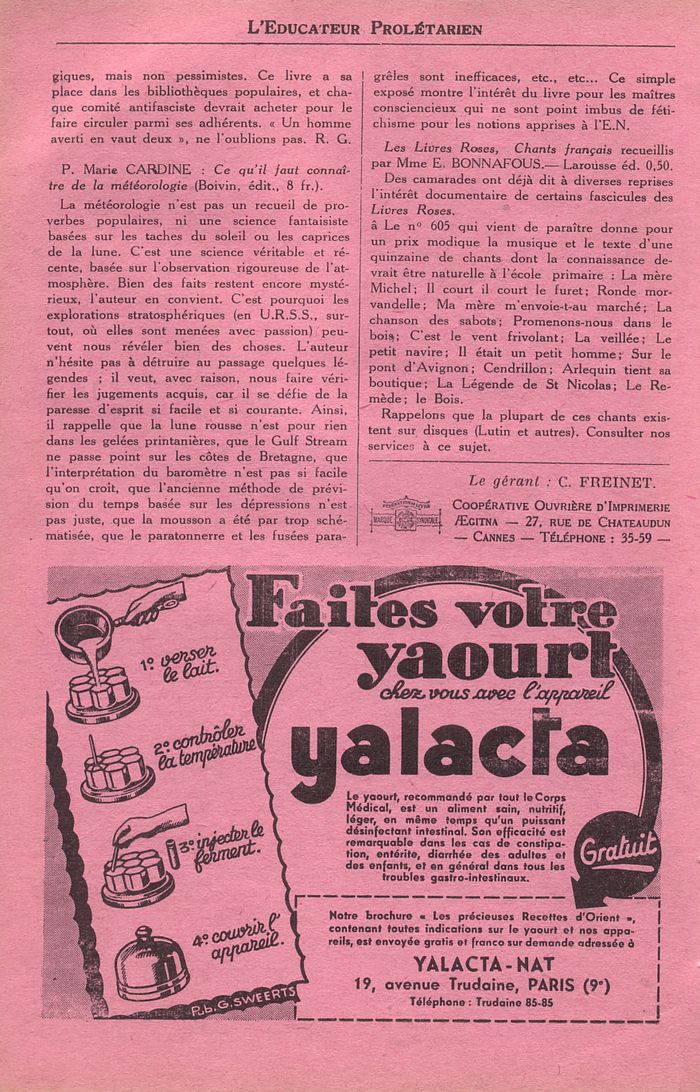 L'EDUCATEUR PROLÉTARIEN
giques, mais non pessimistes. Ce livre a sa
place dans les bibliothèques populaires, et cha-
que comité antifasciste devrait acheter pour le
faire circuler parmi ses adhérents. « Un homme
averti en vaut deux », ne l'oublions pas. R. G.
P. Marie CARDINE : Ce qu'il faut connaî-
tre de la météorologie (Boivin, édit., 8 fr.).
La météorologie n'est pas un recueil de pro-
verbes populaires, ni une science fantaisiste
basées sur les taches du soleil ou les caprices
de la lune. C'est une science véritable et ré-
cente, basée sur l'observation rigoureuse de l'at-
mosphère. Bien des faits restent encore mysté-
rieux, l'auteur en convient. C'est pourquoi les
explorations stratosphériques (en U.R.S.S., sur-
tout, où elles sont menées avec passion) peu-
vent nous révéler bien des choses. L'auteur
n'hésite pas à détruire au passage quelques lé-
gendes ; il veut, avec raison, nous faire véri-
fier les jugements acquis, car il se défie de la
paresse d'esprit si facile et si courante. Ainsi,
il rappelle que la lune rousse n'est pour rien
dans les gelées printanières, que le Gulf Stream
ne passe point sur les côtes de Bretagne, que
l'interprétation du baromètre n'est pas si facile
qu'on croit, que l'ancienne méthode de prévi-
sion du temps basée sur les dépressions n'est
pas juste, que la mousson a été par trop sché-
matisée, que le paratonnerre et les fusées para-
grêles sont inefficaces, etc., etc... Ce simple
exposé montre l'intérêt du livre pour les maîtres
consciencieux qui ne sont point imbus de féti-
chisme pour les notions apprises à l'E.N.
Les Livres Roses, Chants français recueillis
par Mme E. BONNAFOUS.— Larousse éd. 0,50.
Des camarades ont déjà dit à diverses reprises
l'intérêt documentaire de certains fascicules des
Livres Roses.
â Le n° 605 qui vient de paraître donne pour
un prix modique la musique et le texte d'une
quinzaine de chants dont la connaissance de-
vrait être naturelle à l'école primaire : La mère
Michel; Il court il court le furet; Ronde mor-
vandelle; Ma mère m'envoie-t-au marché; La
chanson des sabots; Promenons-nous dans le
bois; C'est le vent frivolant; La veillée; Le
petit navire; Il était un petit homme; Sur le
pont d'Avignon; Cendrillon; Arlequin tient sa
boutique; La Légende de St Nicolas; Le Re-
mède; le Bois.
Rappelons que la plupart de ces chants exis-
tent sur disques (Lutin et autres). Consulter nos
services à ce sujet.
Le gérant : C. FREINET.
MARQUE SYNDICALE
COOPÉRATIVE OUVRIÈRE D'IMPRIMERIE
ÆGITNA — 27, RUE DE CHATEAUDUN
— CANNES — TÉLÉPHONE : 35-59 —
Faites votre
yaourt
chez vous avec l'appareil
yalacta
1º verser
le lait.
2º contrôler
la température
3º injecter le
ferment.
4º couvrir l'
appareil.
Pub. G. SWEERTS
Le yaourt, recommandé par tout le Corps
Médical, est un aliment sain, nutritif,
léger, en même temps qu'un puissant
désinfectant intestinal. Son efficacité est
remarquable dans les cas de constipa-
tion, entérite, diarrhée des adultes et
des enfants, et en général dans tous les
troubles gastro-intestinaux.
Gratuit
Notre brochure « Les précieuses Recettes d'Orient »,
contenant toutes indications sur le yaourt et nos appa-
reils, est envoyée gratis et franco sur demande adressée à
YALACTA-NAT
19, avenue Trudaine, PARIS (9ᵉ)
Téléphone : Trudaine 85-85